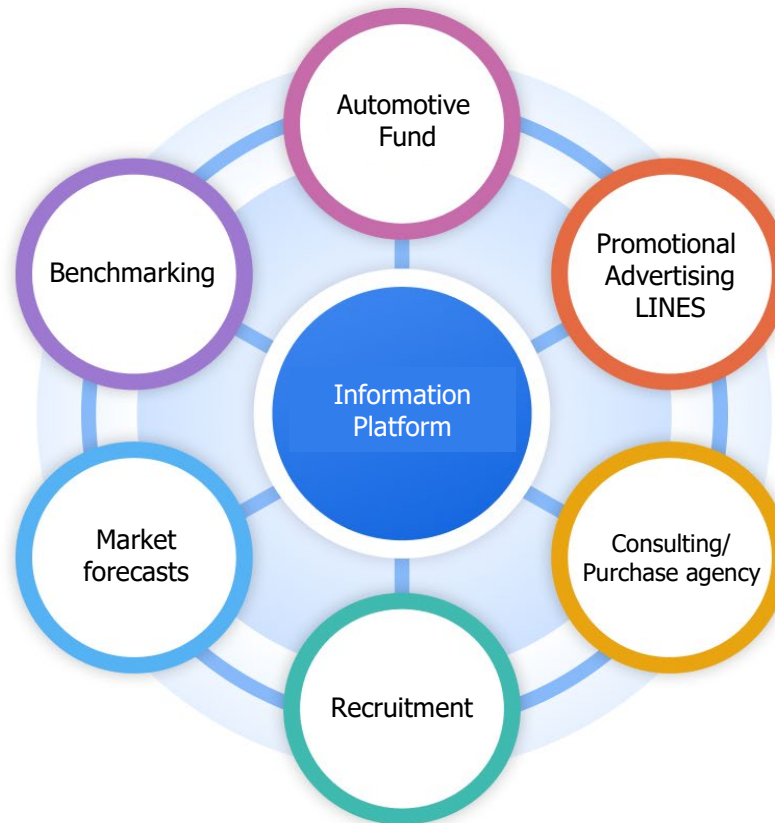 Automotive
Fund
Benchmarking
Promotional
Advertising
LINES
Information
Platform
Market
forecasts
Consulting/
Purchase agency
Recruitment